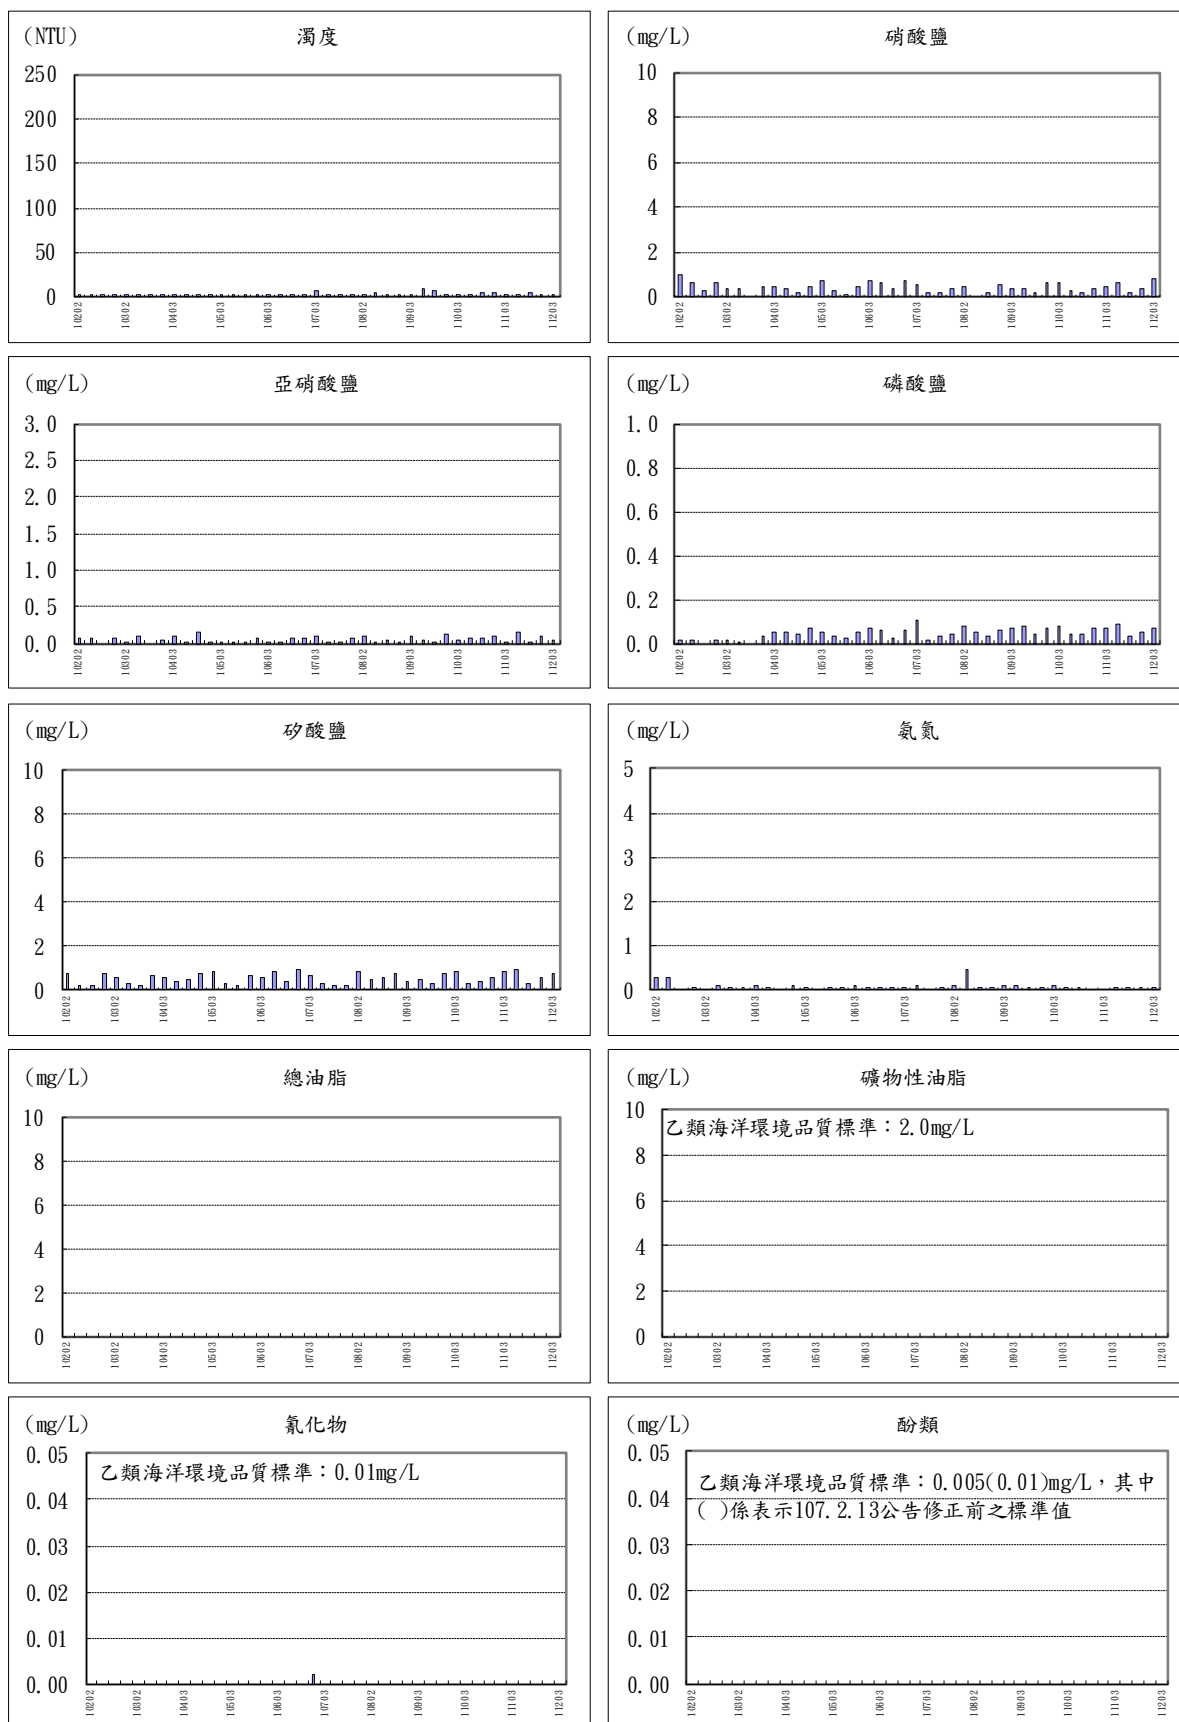 (NTU) 濁度
250
200
150
100
50
0
10202 10302 10403 10503 10603 10703 10802 10903 11003 11103 11203
(mg/L) 硝酸鹽
10
8
6
4
2
0
10202 10302 10403 10503 10603 10703 10802 10903 11003 11103 11203
(mg/L) 亞硝酸鹽
3.0
2.5
2.0
1.5
1.0
0.5
0.0
10202 10302 10403 10503 10603 10703 10802 10903 11003 11103 11203
(mg/L) 磷酸鹽
1.0
0.8
0.6
0.4
0.2
0.0
10202 10302 10403 10503 10603 10703 10802 10903 11003 11103 11203
(mg/L) 矽酸鹽
10
8
6
4
2
0
10202 10302 10403 10503 10603 10703 10802 10903 11003 11103 11203
(mg/L) 氨氮
5
4
3
2
1
0
10202 10302 10403 10503 10603 10703 10802 10903 11003 11103 11203
(mg/L) 總油脂
10
8
6
4
2
0
10202 10302 10403 10503 10603 10703 10802 10903 11003 11103 11203
(mg/L) 礦物性油脂
乙類海洋環境品質標準：2.0mg/L
10
8
6
4
2
0
10202 10302 10403 10503 10603 10703 10802 10903 11003 11103 11203
(mg/L) 氰化物
乙類海洋環境品質標準：0.01mg/L
0.05
0.04
0.03
0.02
0.01
0.00
10202 10302 10403 10503 10603 10703 10802 10903 11003 11103 11203
(mg/L) 酚類
乙類海洋環境品質標準：0.005(0.01)mg/L，其中
( )係表示107.2.13公告修正前之標準值
0.05
0.04
0.03
0.02
0.01
0.00
10202 10302 10403 10503 10603 10703 10802 10903 11003 11103 11203